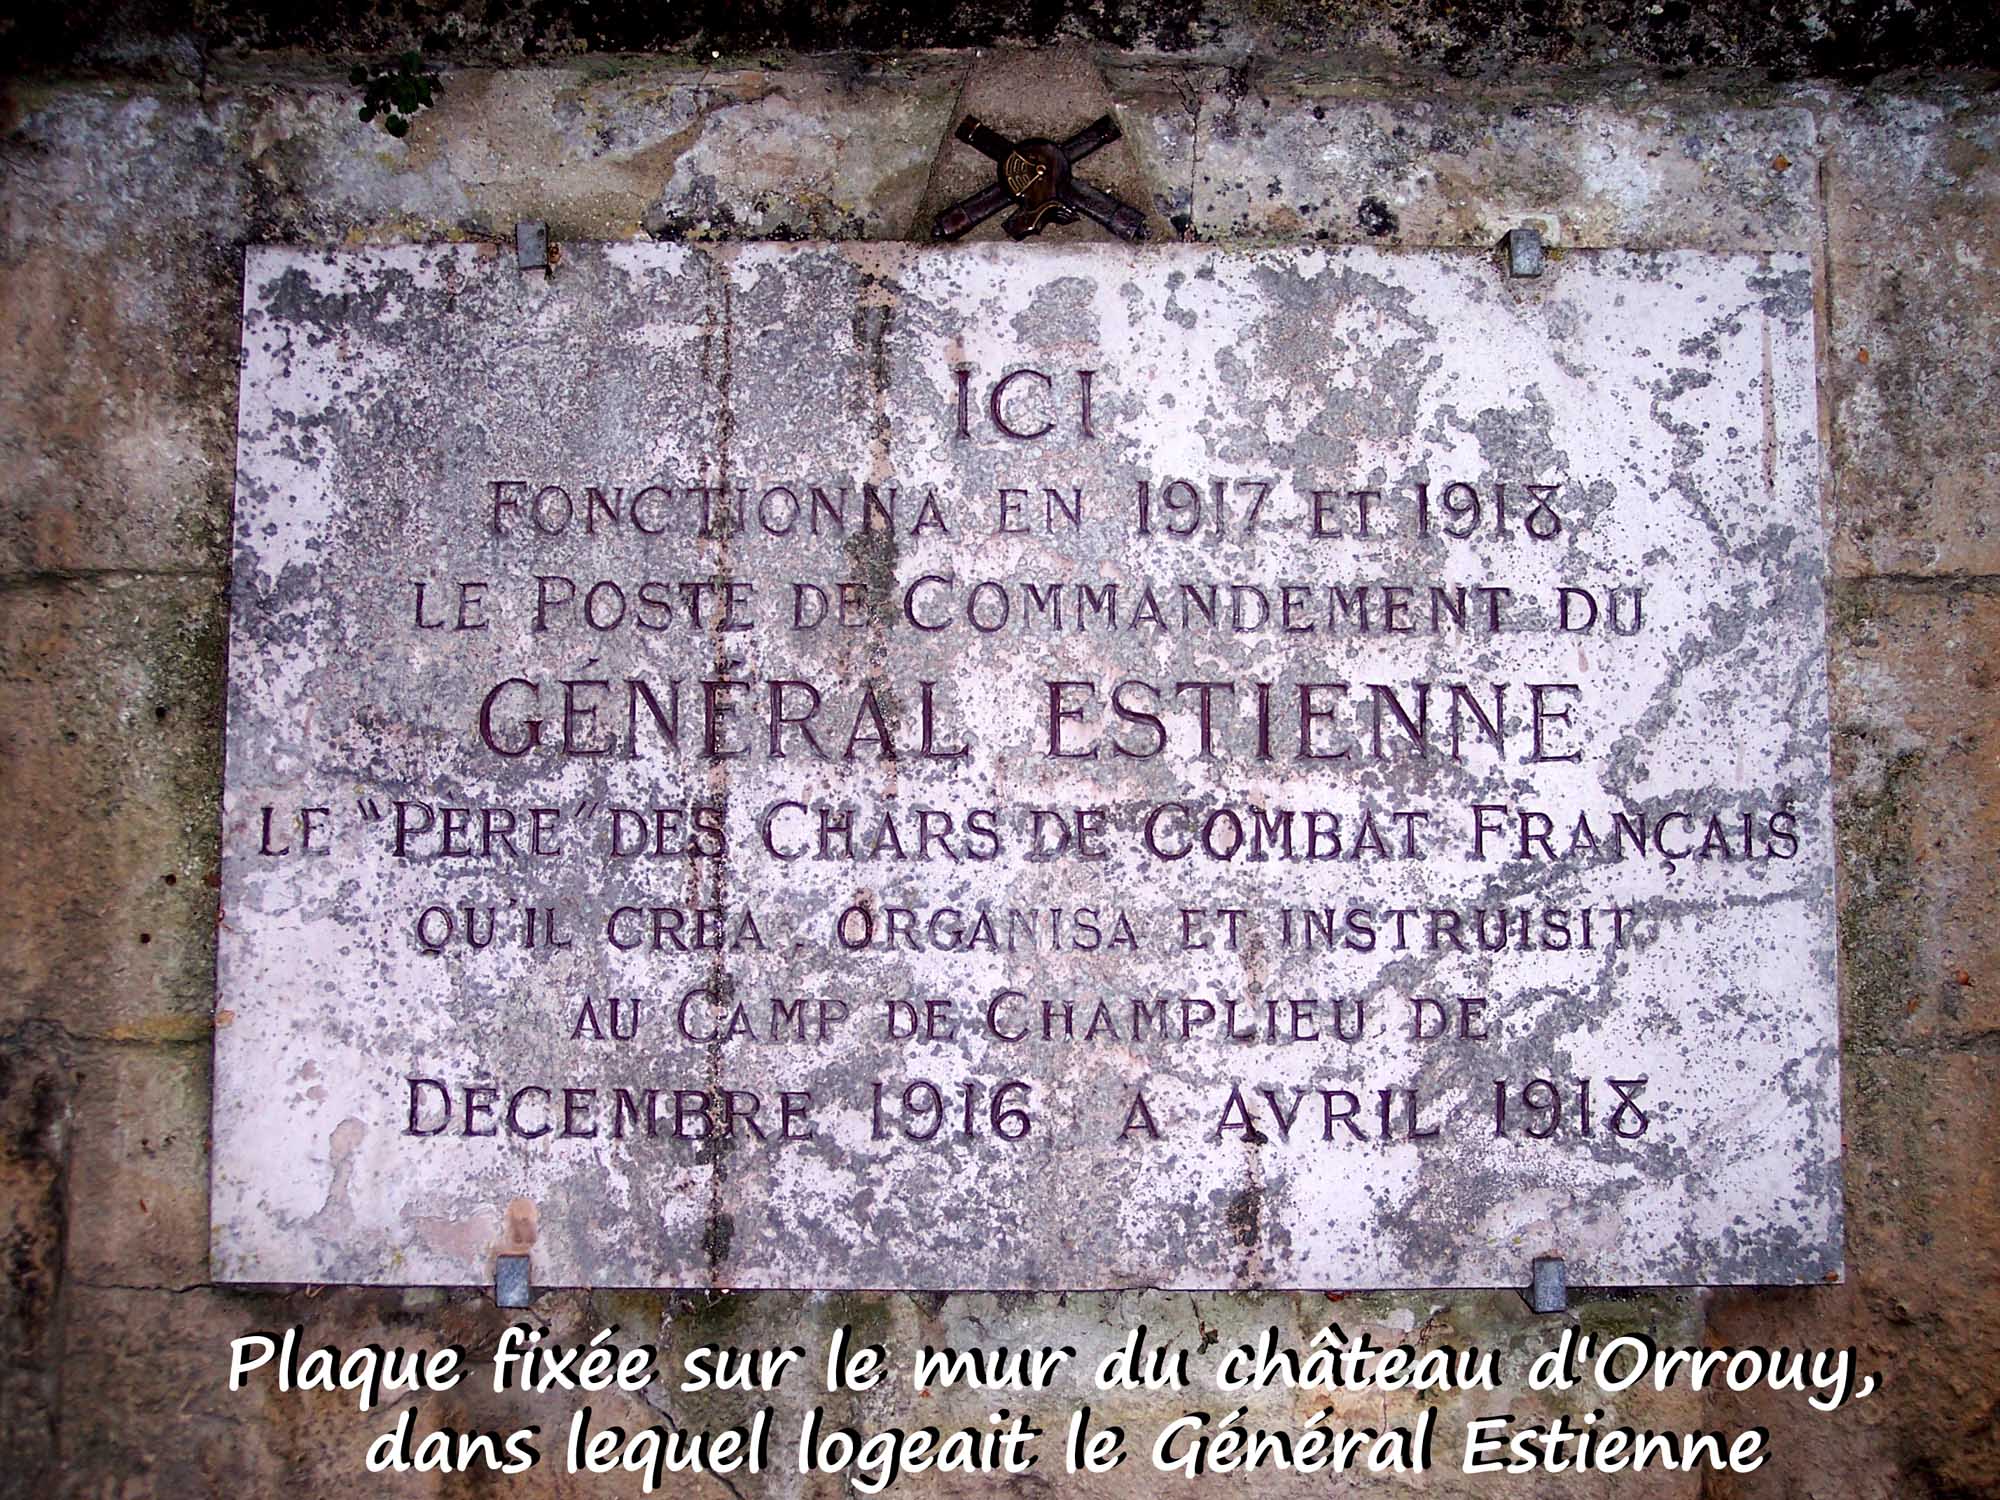 ICI
FONCTIONNA EN 1917 ET 1918
LE POSTE DE COMMANDEMENT DU
GÉNÉRAL ESTIENNE
LE "PÈRE" DES CHARS DE COMBAT FRANÇAIS
QU'IL CREA, ORGANISA ET INSTRUISIT
AU CAMP DE CHAMPLIEU DE
DECEMBRE 1916 A AVRIL 1918
Plaque fixée sur le mur du château d'Orrouy,
dans lequel logeait le Général Estienne